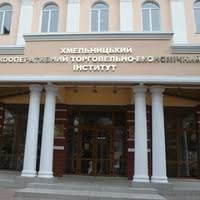 ХМЕЛЬНИЦЬКИЙ
КООПЕРАТИВНИЙ ТОРГОВЕЛЬНО-ЕКОНОМІЧНИЙ
ІНСТИТУТ